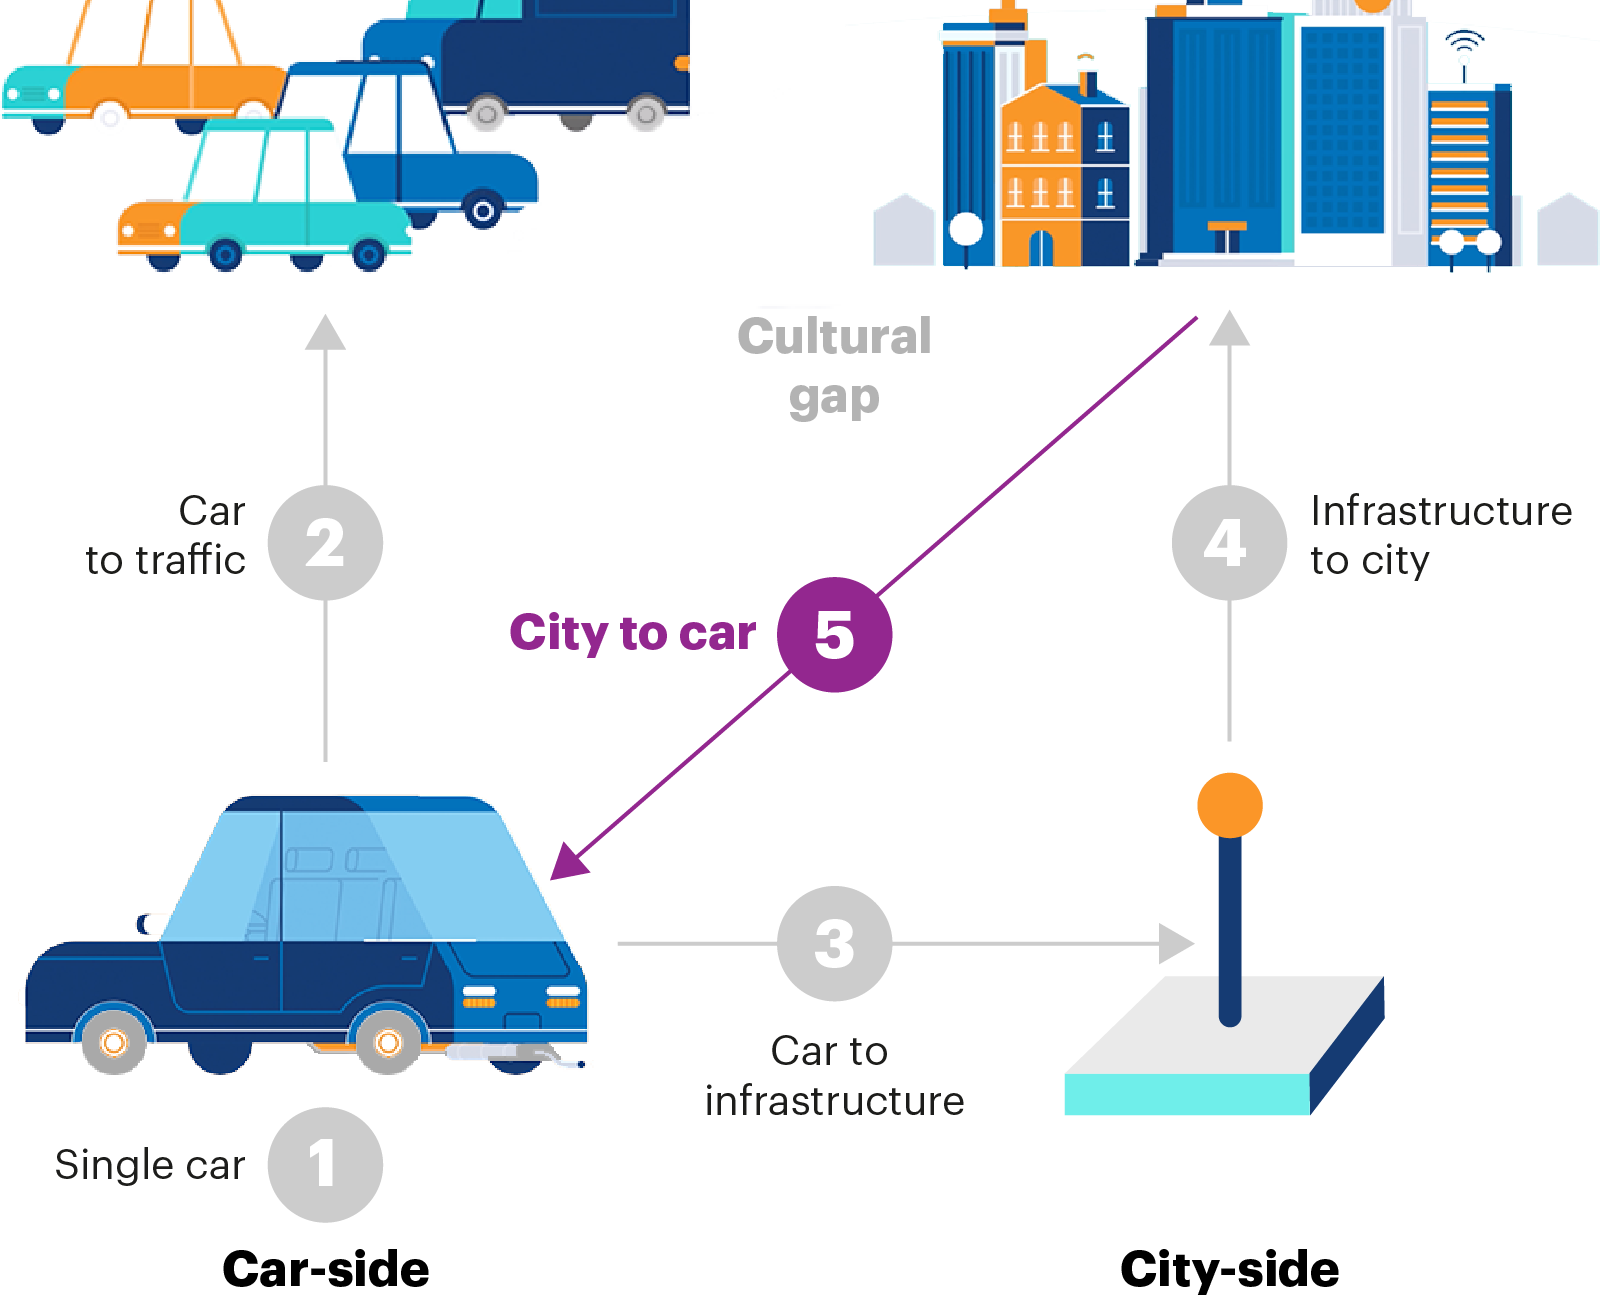 Cultural
gap
Car
to traffic
2
4
Infrastructure
to city
City to car
5
3
Car to
infrastructure
Single car
1
Car-side
City-side